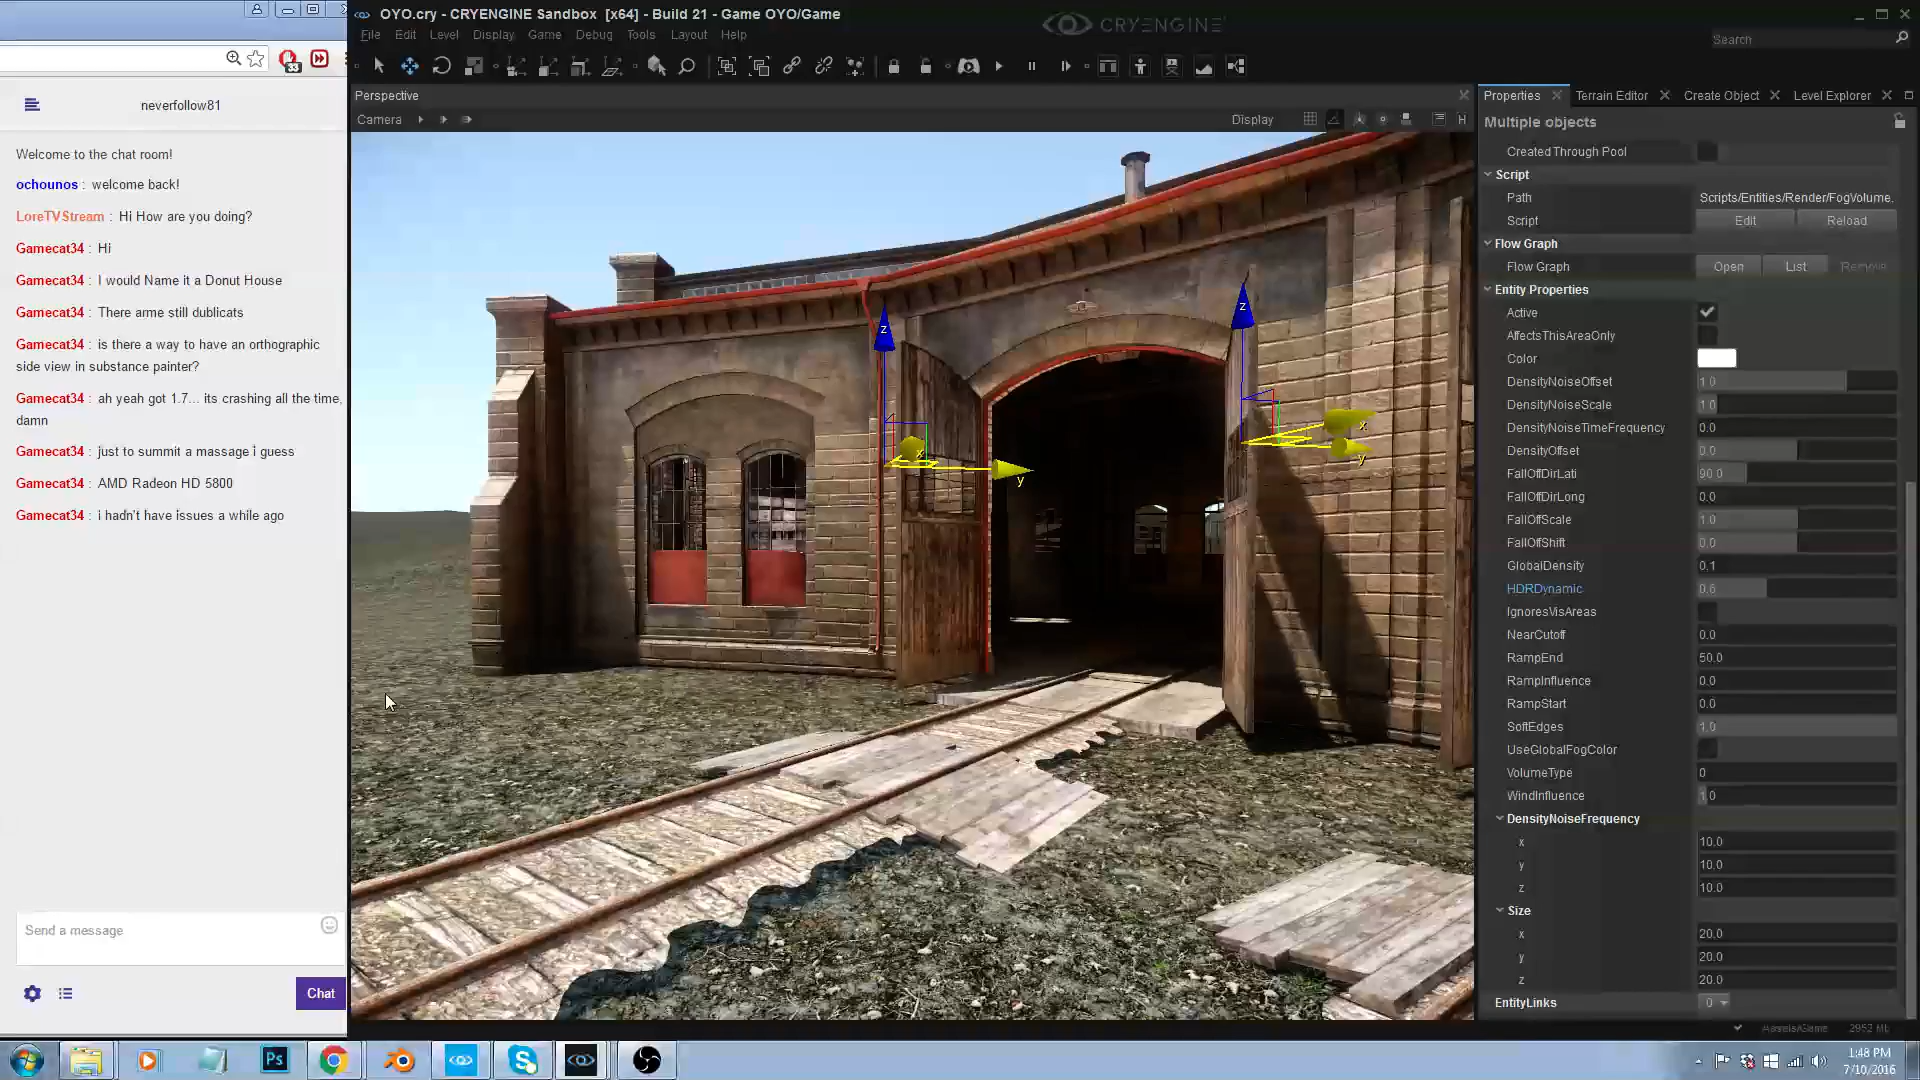 neverfollow81
Welcome to the chat room!
ochounos : welcome back!
LoreTVStream : Hi How are you doing?
Gamecat34 : Hi
Gamecat34 : I would Name it a Donut House
Gamecat34 : There arme still dublicats
Gamecat34 : is there a way to have an orthographic
side view in substance painter?
Gamecat34 : ah yeah got 1.7... its crashing all the time,
damn
Gamecat34 : just to summit a massage i guess
Gamecat34 : AMD Radeon HD 5800
Gamecat34 : i hadn't have issues a while ago
Send a message
Chat
OYO.cry - CRYENGINE Sandbox [x64] - Build 21 - Game OYO/Game
CRYENGINE
File Edit Level Display Game Debug Tools Layout Help
Search
Perspective
Camera
Display
H
z
z
x
y
x
y
Properties Terrain Editor Create Object Level Explorer
Multiple objects
Created Through Pool
Script
Path Scripts/Entities/Render/FogVolume.
Script Edit Reload
Flow Graph
Flow Graph Open List Remove
Entity Properties
Active
AffectsThisAreaOnly
Color
DensityNoiseOffset 1.0
DensityNoiseScale 1.0
DensityNoiseTimeFrequency 0.0
DensityOffset 0.0
FallOffDirLati 90.0
FallOffDirLong 0.0
FallOffScale 1.0
FallOffShift 0.0
GlobalDensity 0.1
HDRDynamic 0.6
IgnoresVisAreas
NearCutoff 0.0
RampEnd 50.0
RampInfluence 0.0
RampStart 0.0
SoftEdges 1.0
UseGlobalFogColor
VolumeType 0
WindInfluence 1.0
DensityNoiseFrequency
x 10.0
y 10.0
z 10.0
Size
x 20.0
y 20.0
z 20.0
EntityLinks 0
Assets/Game 2952 Mb
Ps
1:48 PM
7/10/2016